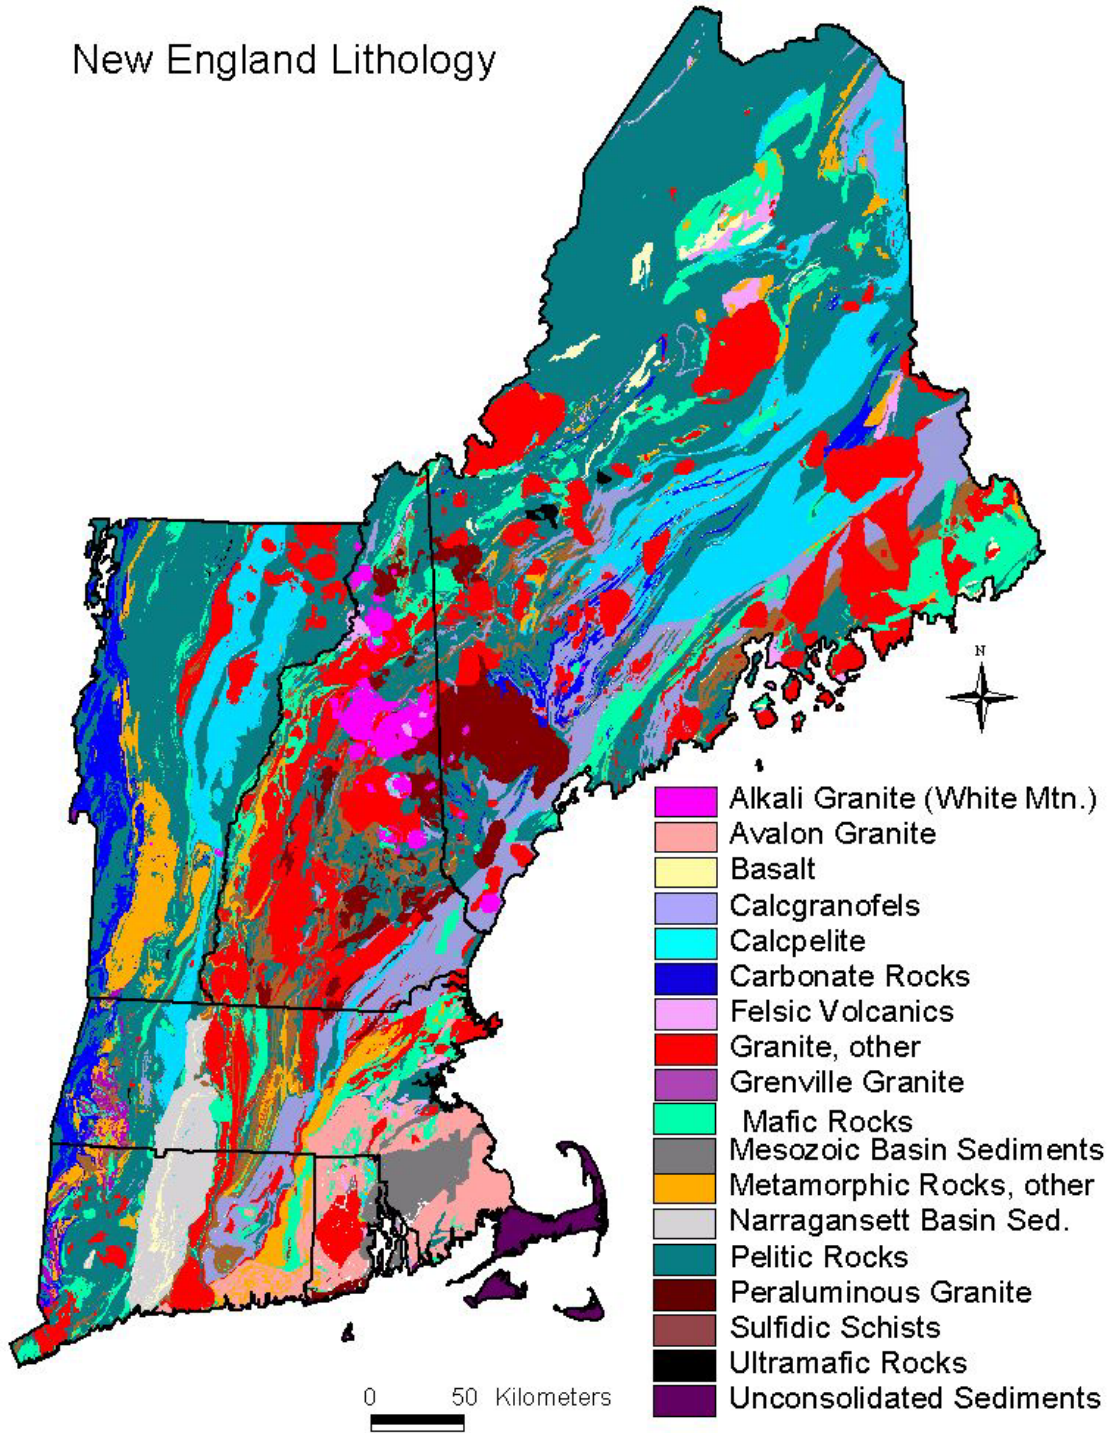 New England Lithology
N
Alkali Granite (White Mtn.)
Avalon Granite
Basalt
Calcgranofels
Calcpelite
Carbonate Rocks
Felsic Volcanics
Granite, other
Grenville Granite
Mafic Rocks
Mesozoic Basin Sediments
Metamorphic Rocks, other
Narragansett Basin Sed.
Pelitic Rocks
Peraluminous Granite
Sulfidic Schists
Ultramafic Rocks
Unconsolidated Sediments
0 50 Kilometers